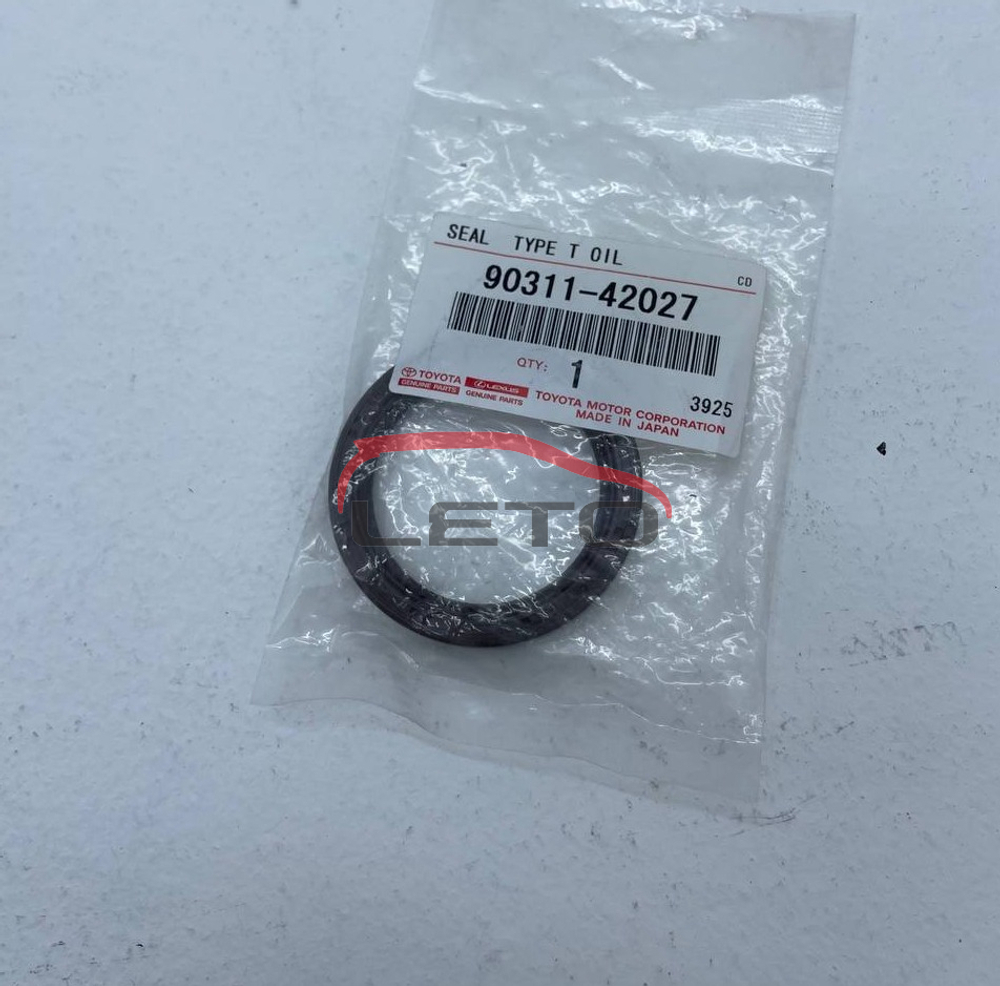 SEAL TYPE T OIL
CD
90311-42027
QTY: 1
TOYOTA
GENUINE PARTS
LEXUS
GENUINE PARTS
TOYOTA MOTOR CORPORATION
MADE IN JAPAN
3925
LETO